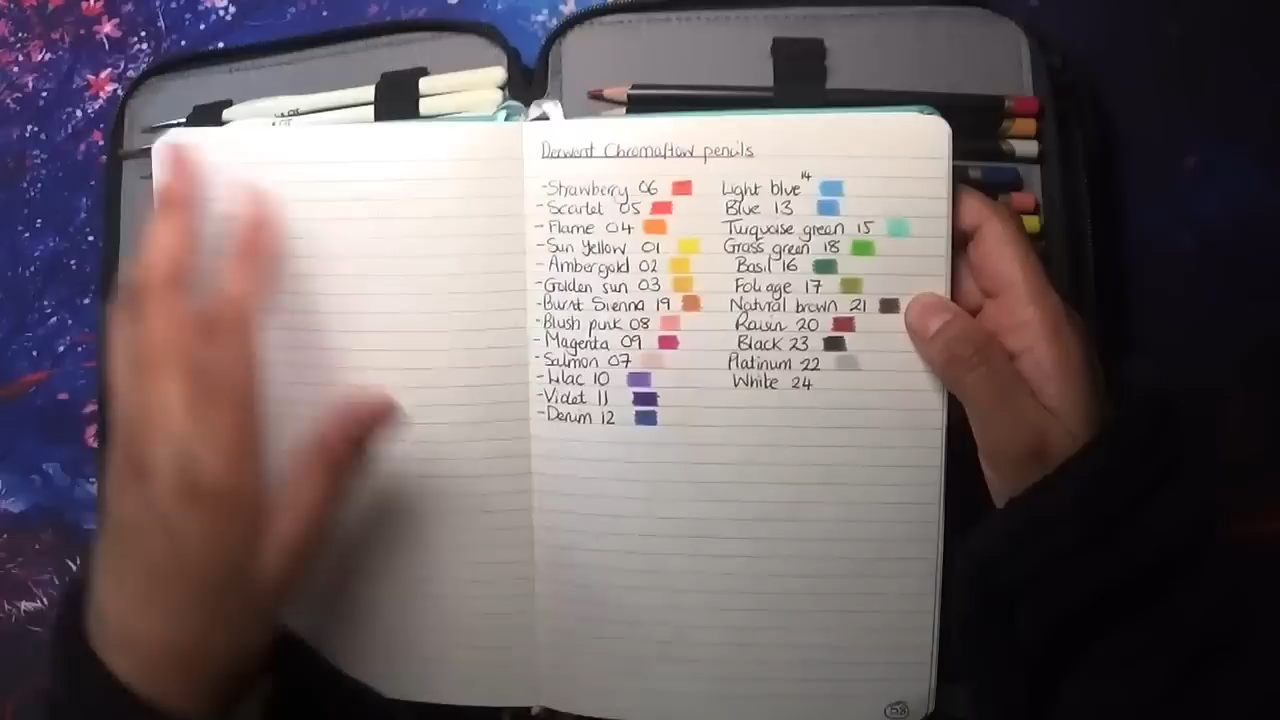 Derwent Chromaflow pencils
-Strawberry 06
-Scarlet 05
-Flame 04
-Sun Yellow 01
-Amber gold 02
-Golden sun 03
-Burnt Sienna 19
-Blush pink 08
-Magenta 09
-Salmon 07
-Lilac 10
-Violet 11
-Denim 12
Light blue 14
Blue 13
Turquoise green 15
Grass green 18
Basil 16
Foliage 17
Natural brown 21
Raisin 20
Black 23
Platinum 22
White 24
58